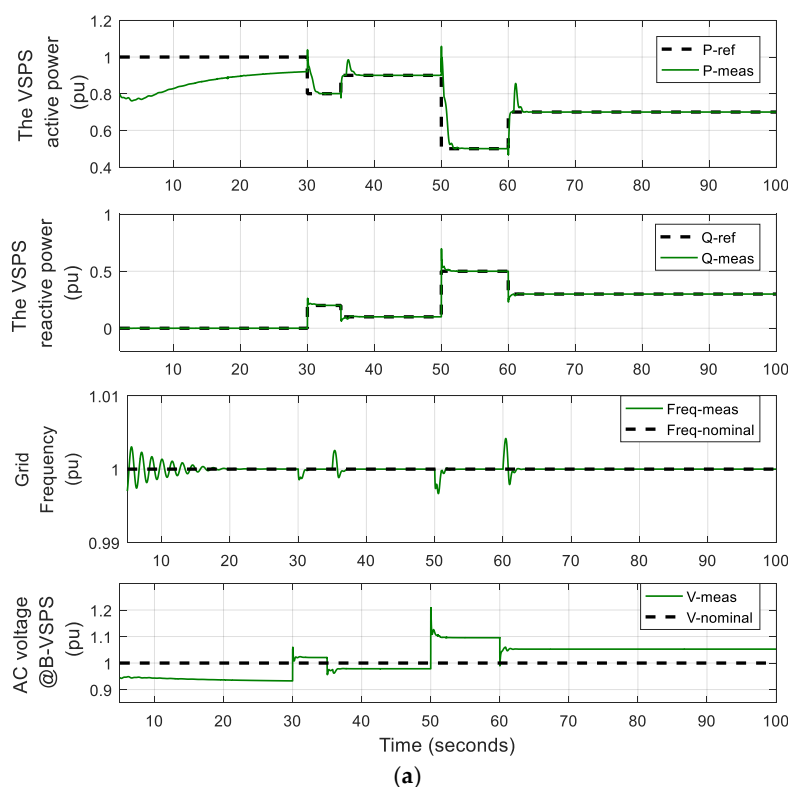 The VSPS
active power
(pu)
1.2
1
0.8
0.6
0.4
P-ref
P-meas
10 20 30 40 50 60 70 80 90 100
The VSPS
reactive power
(pu)
1
0.5
0
Q-ref
Q-meas
10 20 30 40 50 60 70 80 90 100
Grid
Frequency
(pu)
1.01
1
0.99
Freq-meas
Freq-nominal
10 20 30 40 50 60 70 80 90 100
AC voltage
@B-VSPS
(pu)
1.2
1.1
1
0.9
V-meas
V-nominal
10 20 30 40 50 60 70 80 90 100
Time (seconds)
(a)